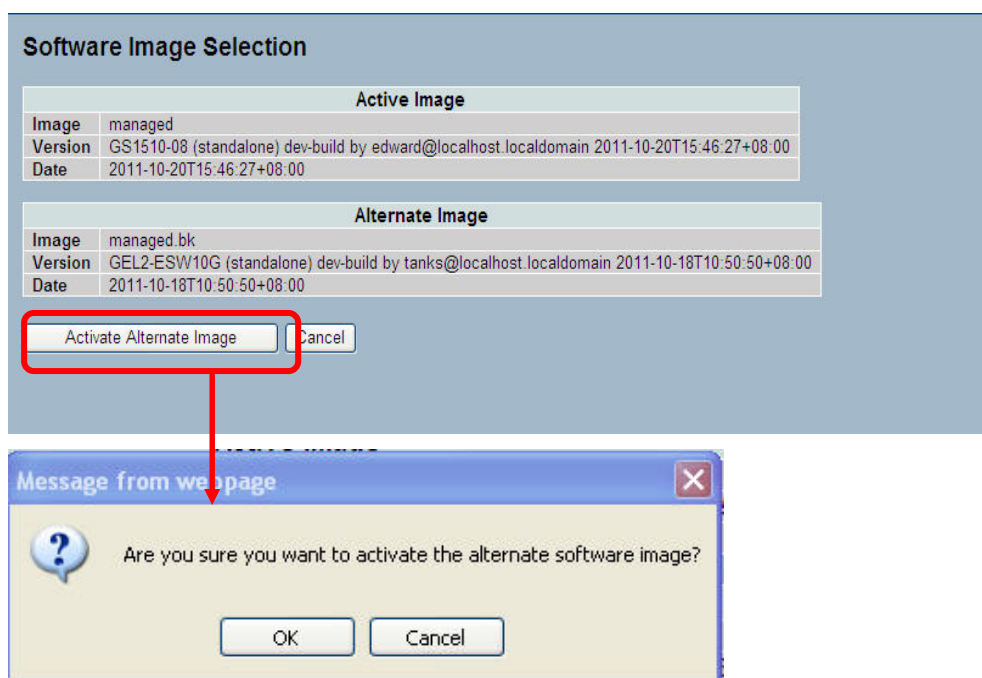 Software Image Selection
Active Image
Image managed
Version GS1510-08 (standalone) dev-build by edward@localhost.localdomain 2011-10-20T15:46:27+08:00
Date 2011-10-20T15:46:27+08:00
Alternate Image
Image managed.bk
Version GEL2-ESW10G (standalone) dev-build by tanks@localhost.localdomain 2011-10-18T10:50:50+08:00
Date 2011-10-18T10:50:50+08:00
Activate Alternate Image Cancel
Message from webpage
Are you sure you want to activate the alternate software image?
OK Cancel